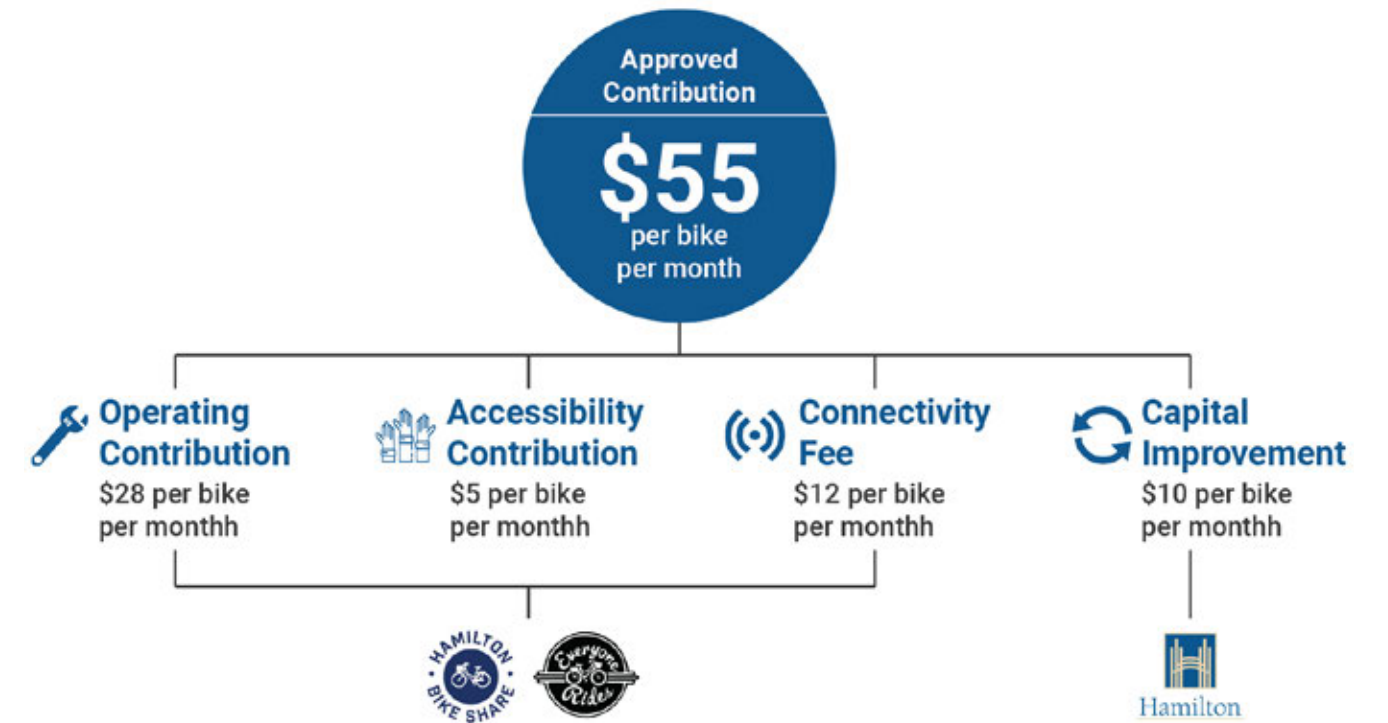 Approved
Contribution
$55
per bike
per month
Operating
Contribution
$28 per bike
per monthh
Accessibility
Contribution
$5 per bike
per monthh
Connectivity
Fee
$12 per bike
per monthh
Capital
Improvement
$10 per bike
per monthh
HAMILTON
BIKE SHARE
Everyone
Rides
Hamilton